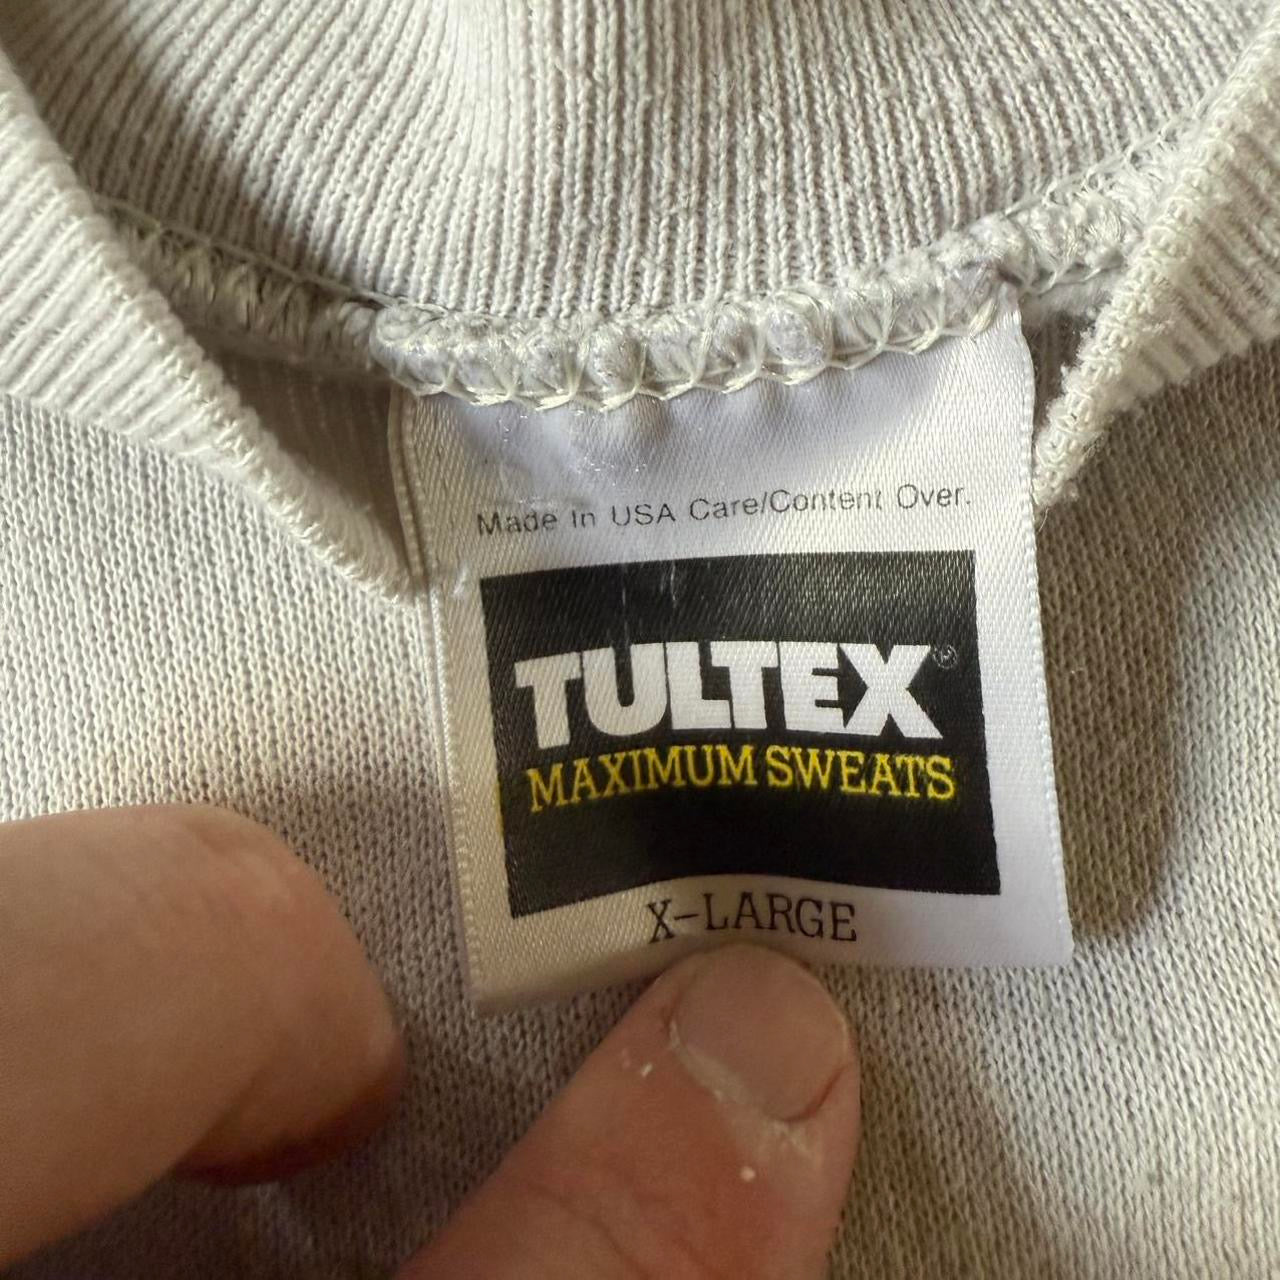 Made In USA Care/Content Over.
TULTEX®
MAXIMUM SWEATS
X-LARGE